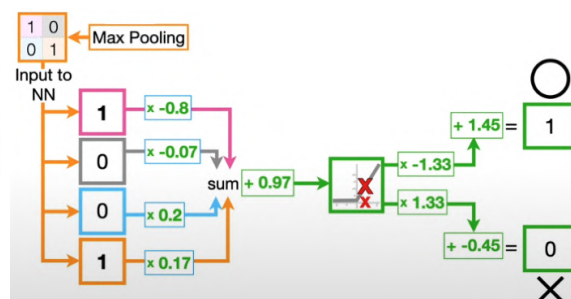 1 0
0 1
Max Pooling
Input to
NN
1
x -0.8
0
x -0.07
0
x 0.2
1
x 0.17
sum
+ 0.97
x -1.33
x 1.33
+ 1.45
=
1
+ -0.45
=
0